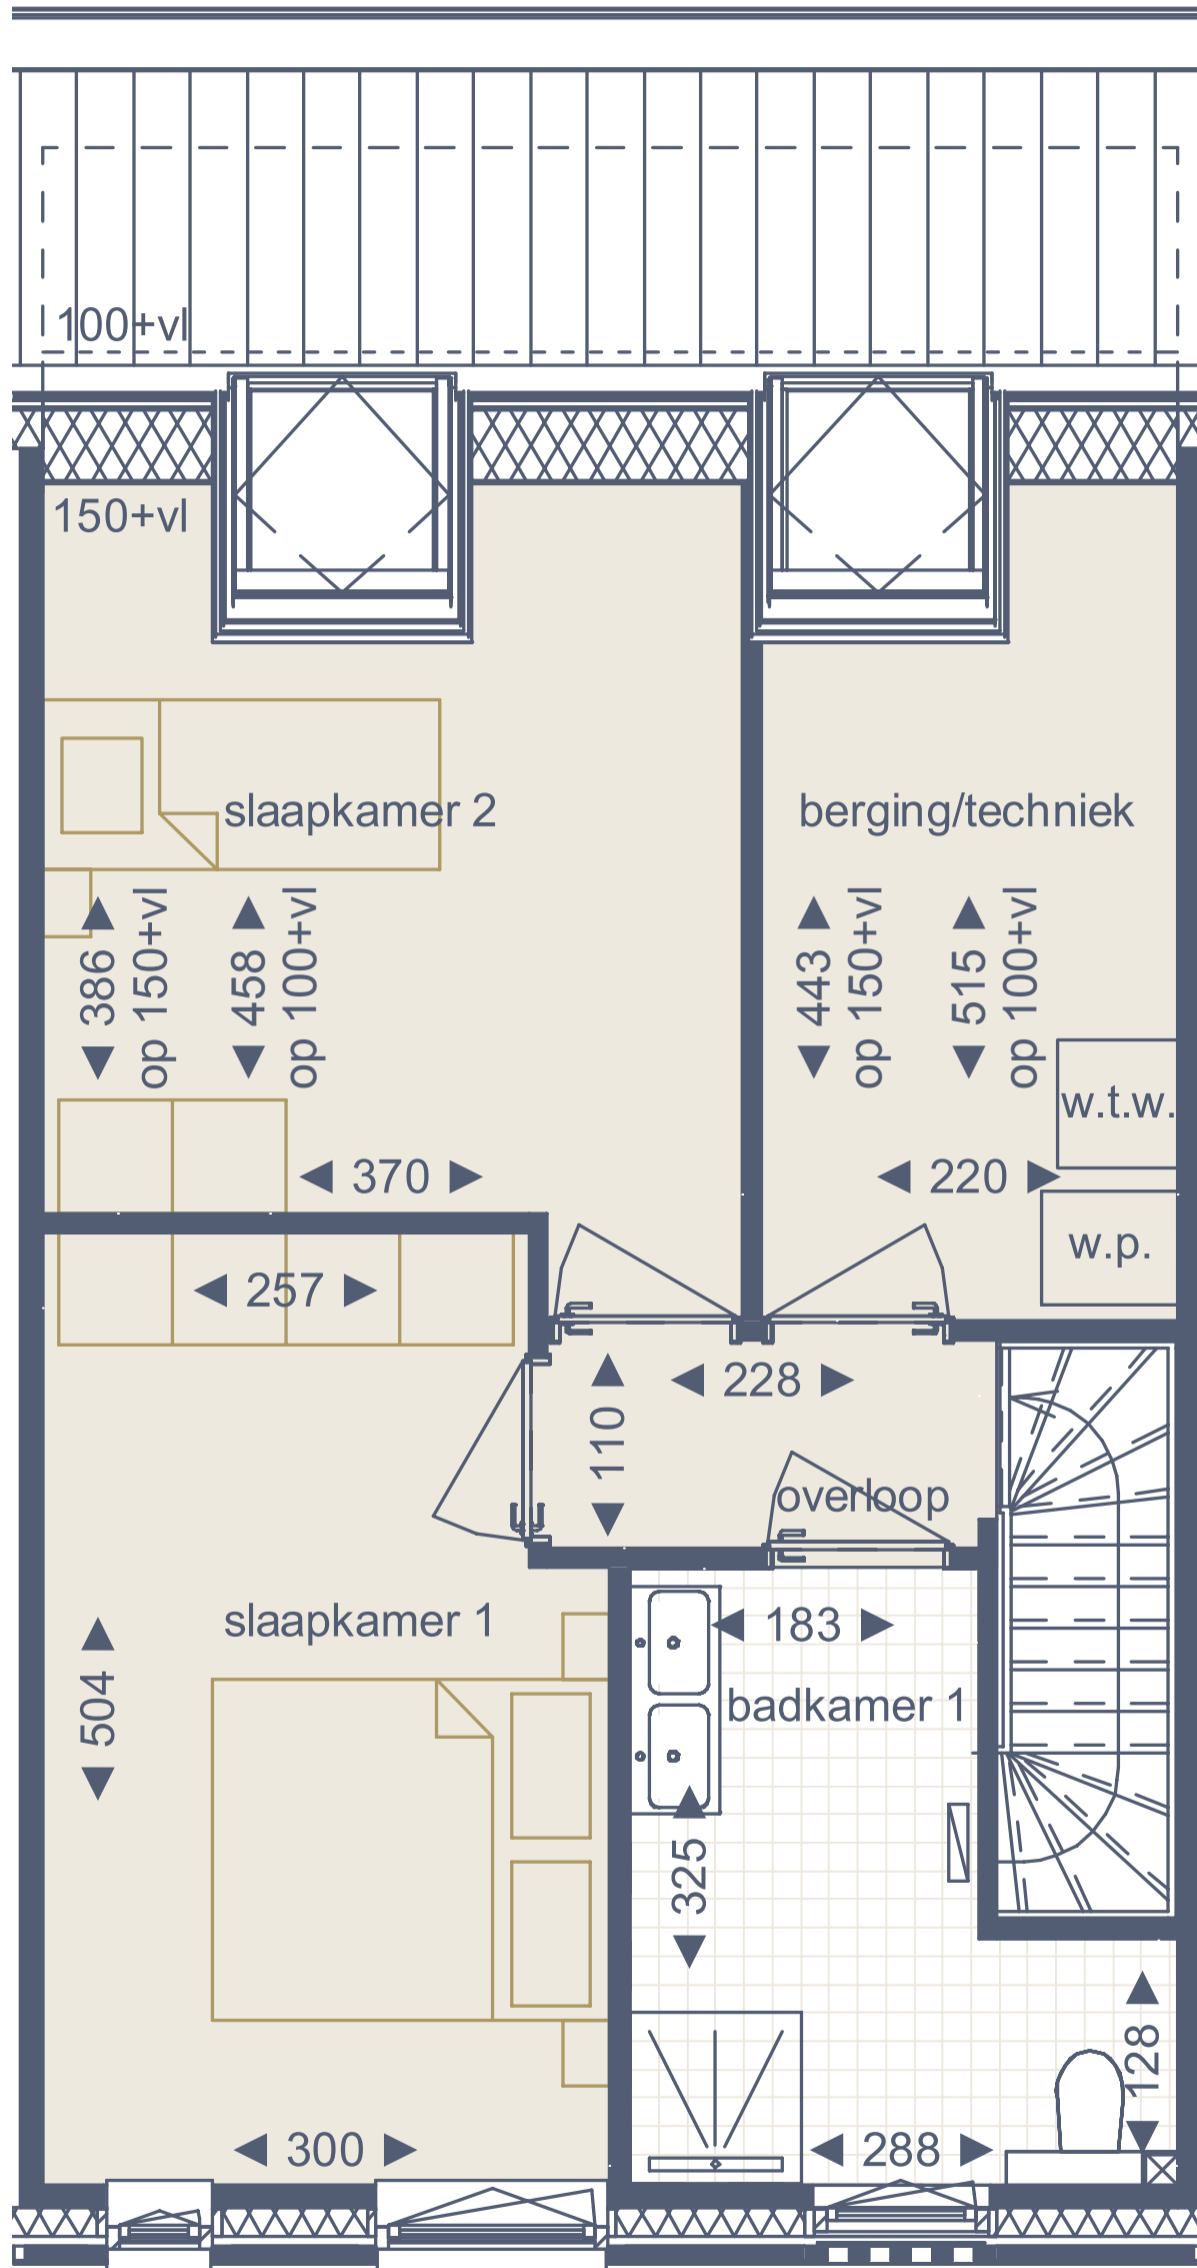 100+vl
150+vl
slaapkamer 2
berging/techniek
386
op 150+vl
458
op 100+vl
443
op 150+vl
515
op 100+vl
w.t.w.
370
220
w.p.
257
228
110
overloop
slaapkamer 1
183
504
badkamer 1
325
128
300
288